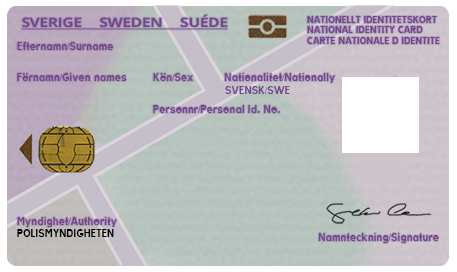 SVERIGE SWEDEN SUÉDE
NATIONELLT IDENTITETSKORT
NATIONAL IDENTITY CARD
CARTE NATIONALE D IDENTITE
Efternamn/Surname
Förnamn/Given names Kön/Sex Nationalitet/Nationally
SVENSK/SWE
Personnr/Personal Id. No.
Myndighet/Authority
POLISMYNDIGHETEN
Namnteckning/Signature